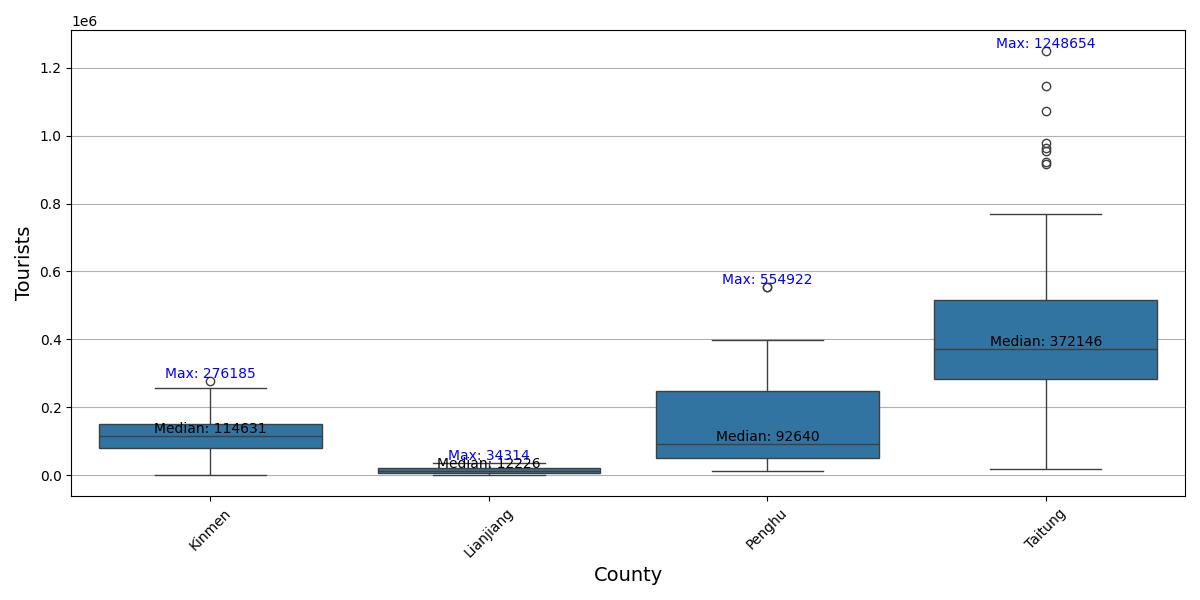 1e6
Max: 1248654
1.2
1.0
0.8
0.6
Max: 554922
0.4
Median: 372146
Max: 276185
0.2
Median: 114631
Median: 92640
Max: 34314
Median: 12226
0.0
Tourists
Kinmen
Lianjiang
Penghu
Taitung
County